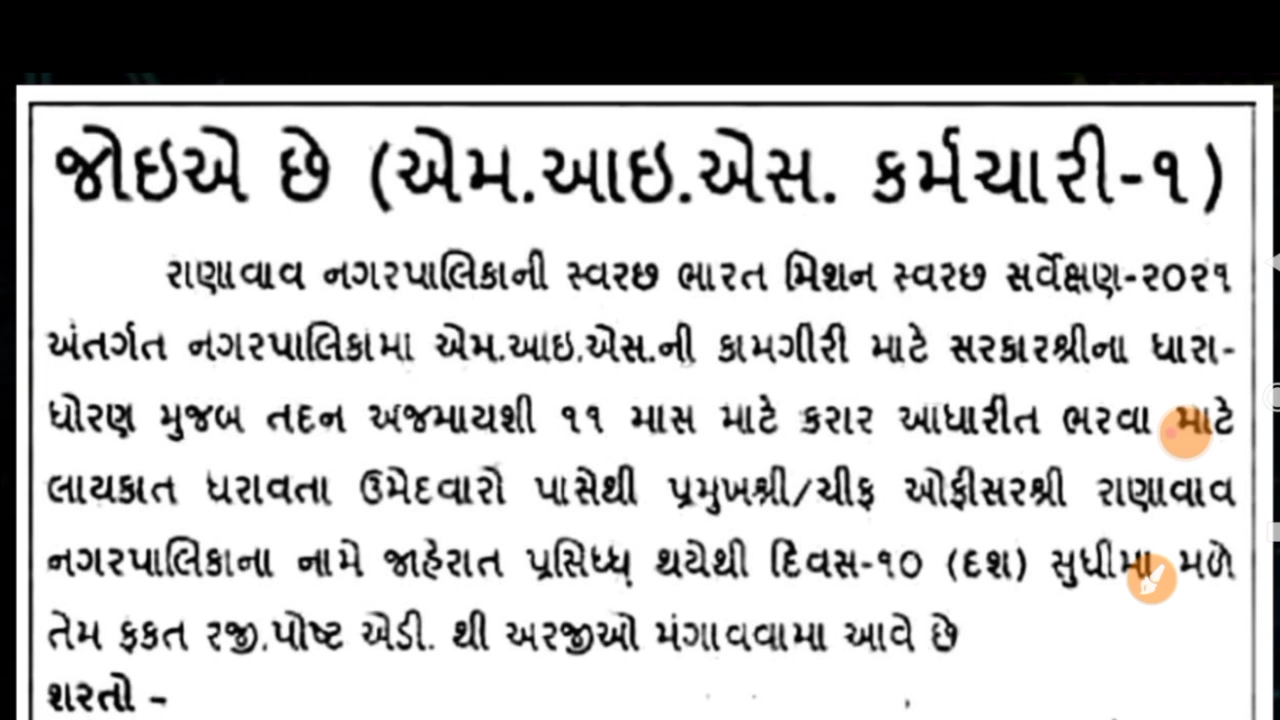 જોઇએ છે (એમ.આઇ.એસ. કર્મચારી-૧)
રાણાવાવ નગરપાલિકાની સ્વચ્છ ભારત મિશન સ્વચ્છ સર્વેક્ષણ-૨૦૨૧
અંતર્ગત નગરપાલિકામા એમ.આઇ.એસ.ની કામગીરી માટે સરકારશ્રીના ધારા-
ધોરણ મુજબ તદન અજમાયશી ૧૧ માસ માટે કરાર આધારીત ભરવા માટે
લાયકાત ધરાવતા ઉમેદવારો પાસેથી પ્રમુખશ્રી/ચીફ ઓફીસરશ્રી રાણાવાવ
નગરપાલિકાના નામે જાહેરાત પ્રસિધ્ધ થયેથી દિવસ-૧૦ (દશ) સુધીમા મળે
તેમ ફકત રજી.પોષ્ટ એડી. થી અરજીઓ મંગાવવામા આવે છે
શરતો -